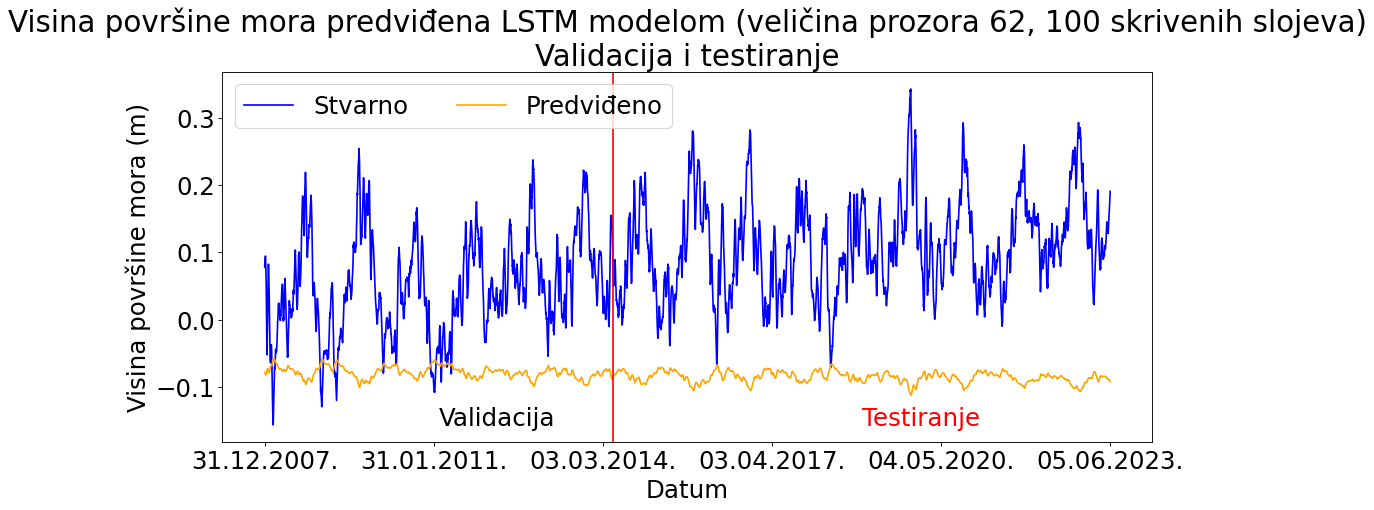 Visina površine mora predviđena LSTM modelom (veličina prozora 62, 100 skrivenih slojeva)
Validacija i testiranje
Stvarno
Predviđeno
Visina površine mora (m)
0.3
0.2
0.1
0.0
−0.1
Validacija
Testiranje
31.12.2007.
31.01.2011.
03.03.2014.
03.04.2017.
04.05.2020.
05.06.2023.
Datum